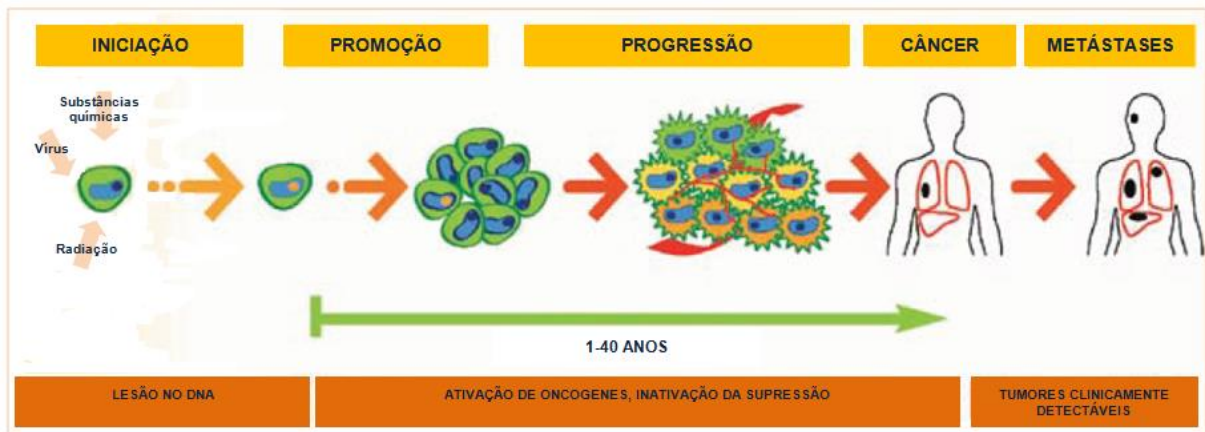 INICIAÇÃO
PROMOÇÃO
PROGRESSÃO
CÂNCER
METÁSTASES
Substâncias
químicas
Vírus
Radiação
1-40 ANOS
LESÃO NO DNA
ATIVAÇÃO DE ONCOGENES, INATIVAÇÃO DA SUPRESSÃO
TUMORES CLINICAMENTE
DETECTÁVEIS